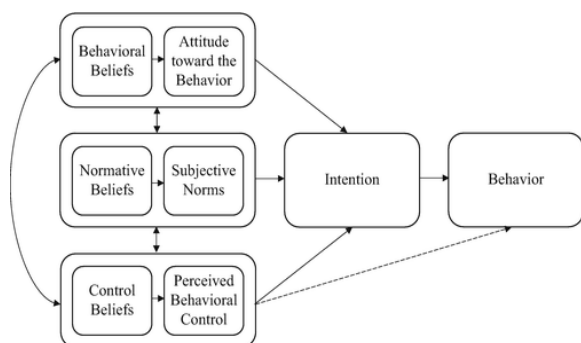 Behavioral
Beliefs
Attitude
toward the
Behavior
Normative
Beliefs
Subjective
Norms
Intention
Behavior
Control
Beliefs
Perceived
Behavioral
Control